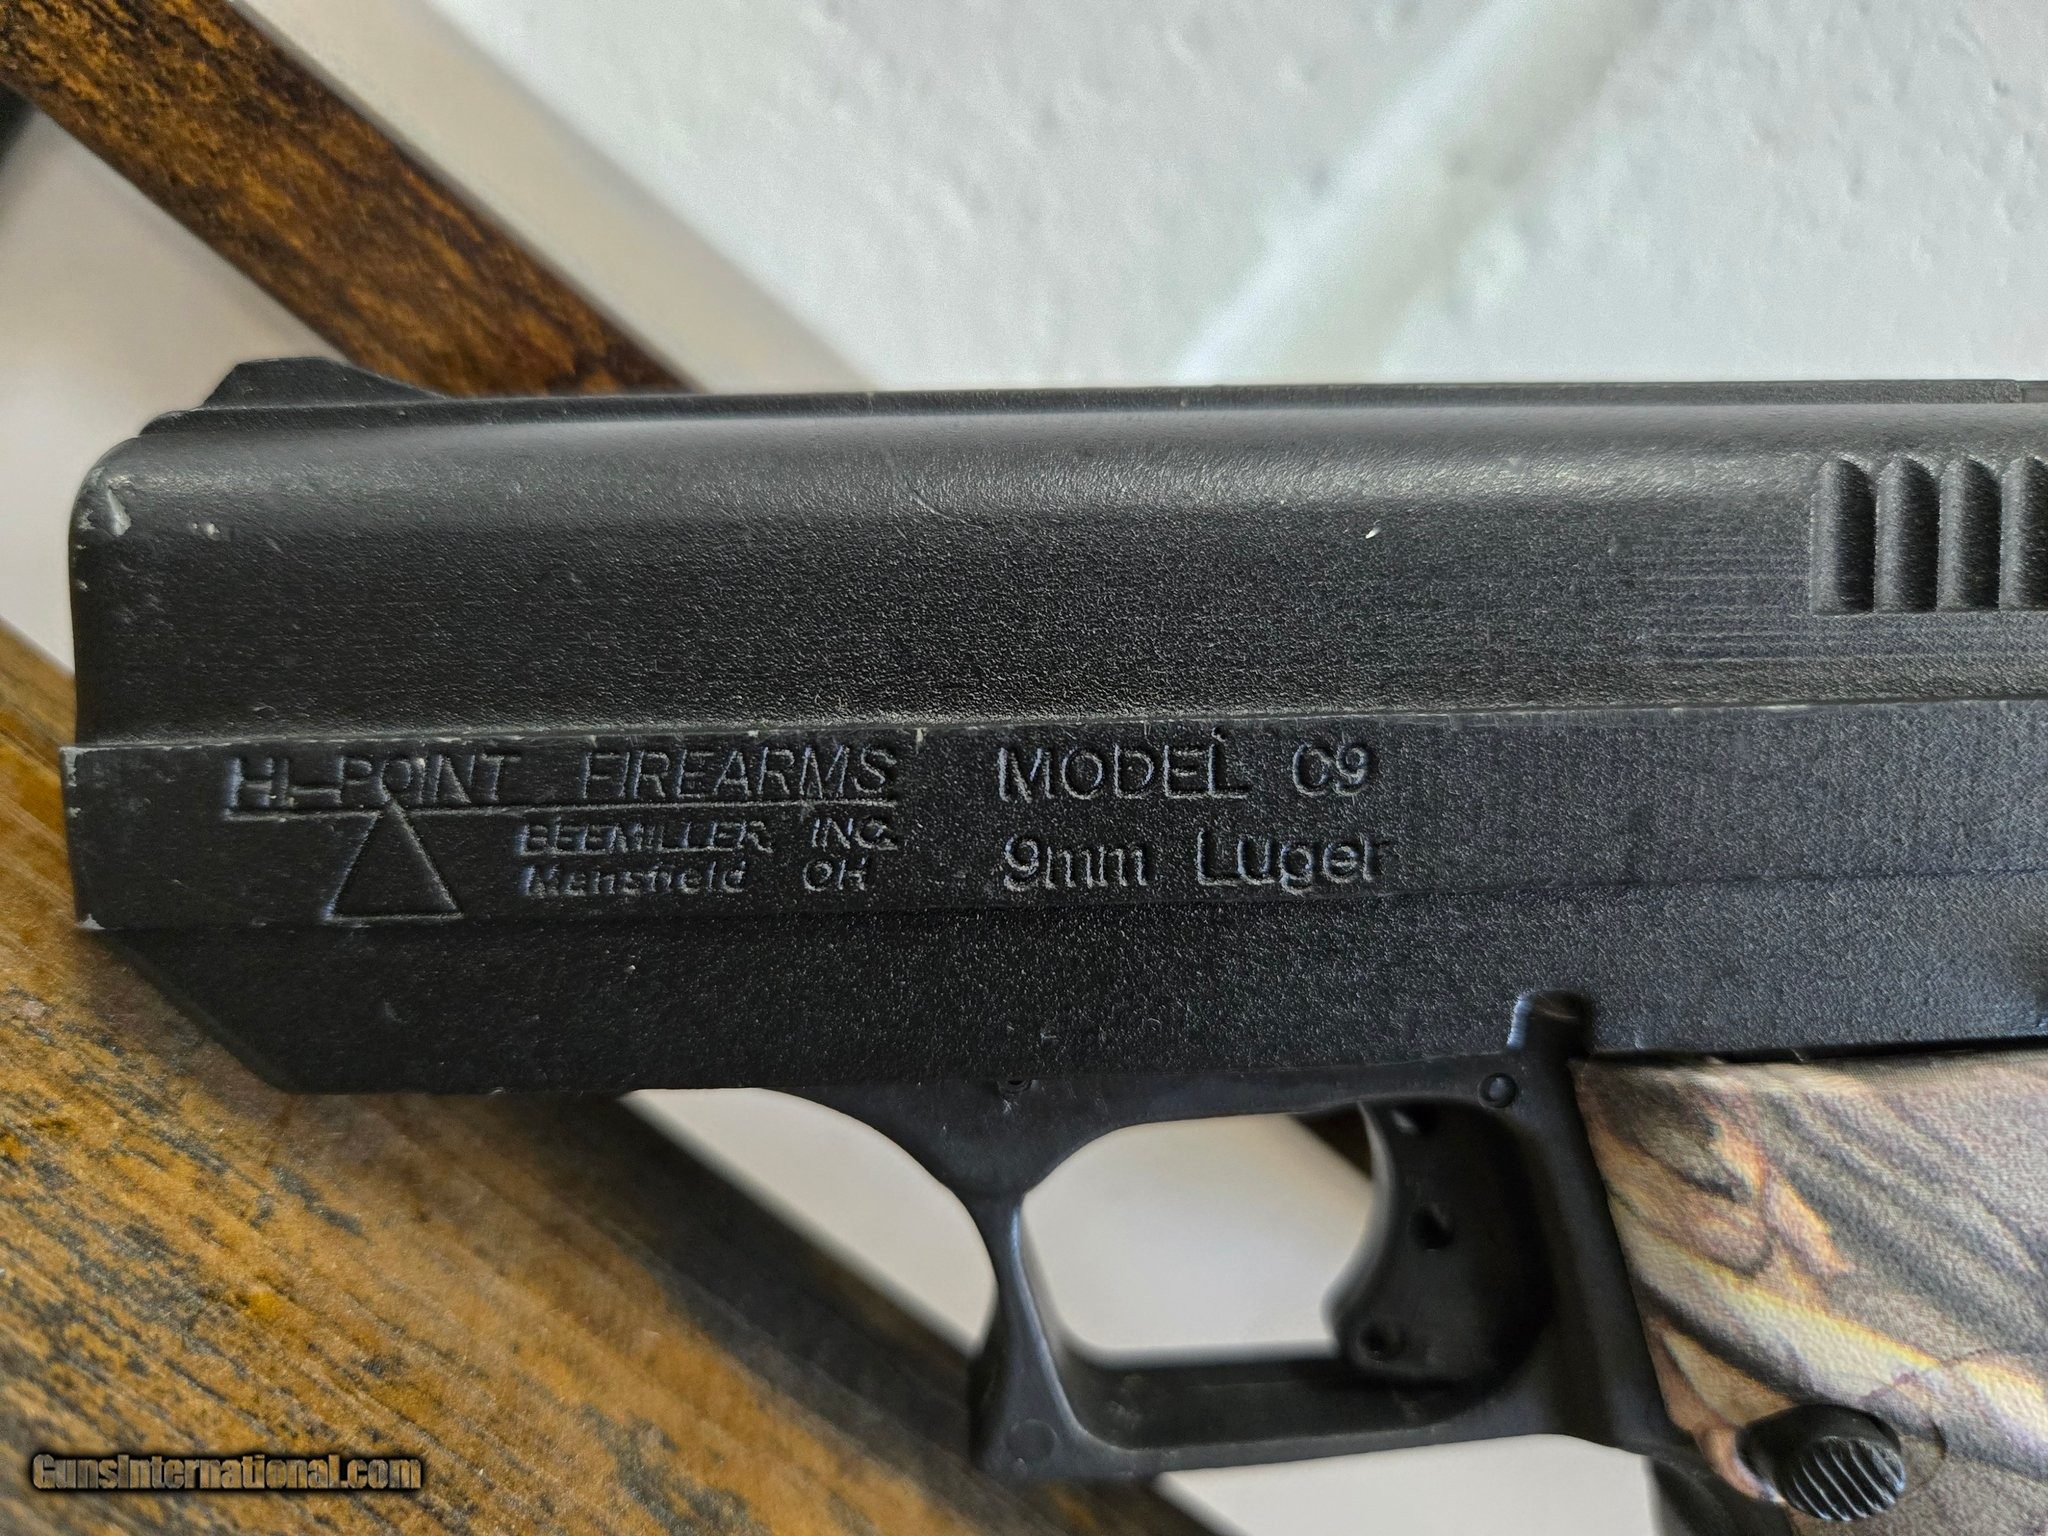 HI-POINT FIREARMS
BEEMILLER INC.
Mansfield OH
MODEL C9
9mm Luger
GunsInternational.com